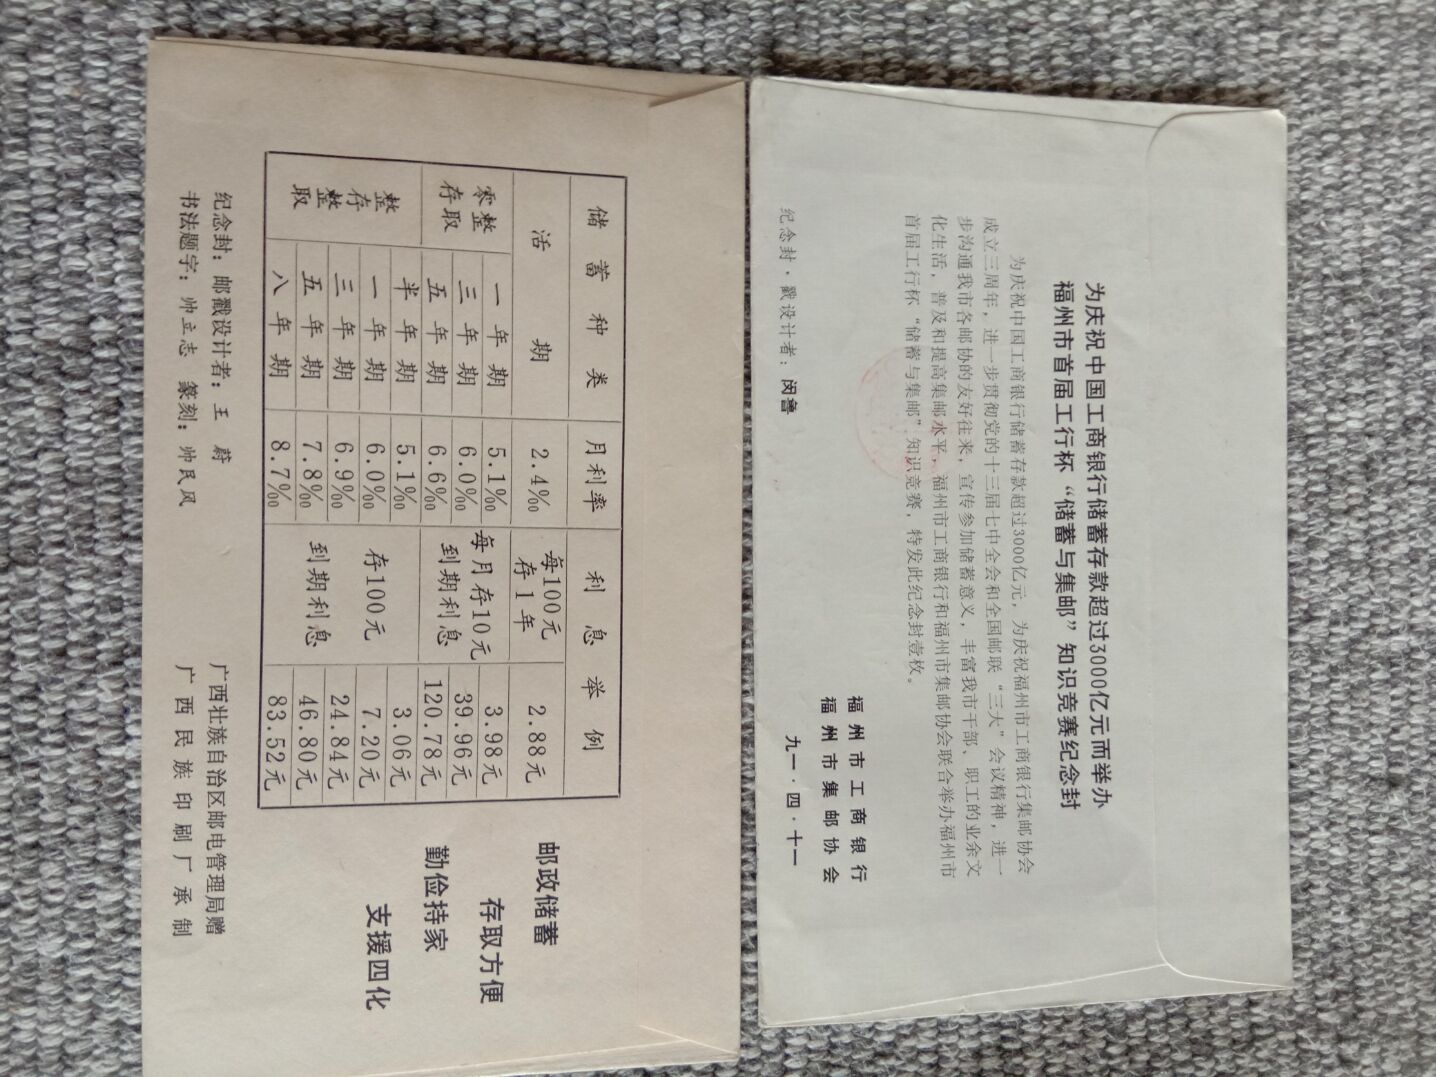 为庆祝中国工商银行储蓄存款超过3000亿元而举办
福州市首届工行杯“储蓄与集邮”知识竞赛纪念封
为庆祝中国工商银行储蓄存款超过3000亿元，为庆祝福州市工商银行集邮协会
成立三周年，进一步贯彻党的十三届七中全会和全国邮联“三大”会议精神，进一
步沟通我市各邮协的友好往来，宣传参加储蓄意义，丰富我市干部、职工的业余文
化生活，普及和提高集邮水平，福州市工商银行和福州市集邮协会联合举办福州市
首届工行杯“储蓄与集邮”知识竞赛，特发此纪念封壹枚。
福州市工商银行
福州市集邮协会
纪念封·戳设计者：闵鲁
九一·四·十一
储蓄种类 月利率 利息举例
活期 2.4‰ 每100元存1年 2.88元
零整存取 一年期 5.1‰ 每月存10元到期利息 3.98元
三年期 6.0‰ 39.96元
五年期 6.6‰ 120.78元
整存整取 半年期 5.1‰ 存100元到期利息 3.06元
一年期 6.0‰ 7.20元
三年期 6.9‰ 24.84元
五年期 7.8‰ 46.80元
八年期 8.7‰ 83.52元
邮政储蓄
存取方便
勤俭持家
支援四化
纪念封：邮戳设计者：王蔚
书法题字：帅立志 篆刻：帅民风
广西壮族自治区邮电管理局赠
广西民族印刷厂承制